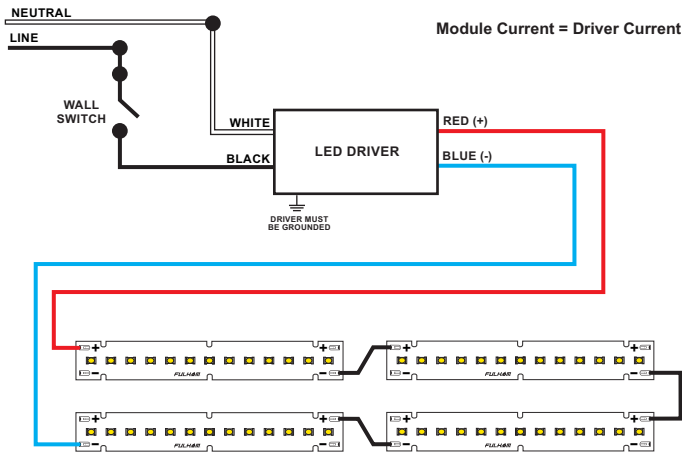 NEUTRAL
LINE
Module Current = Driver Current
WALL
SWITCH
WHITE
BLACK
LED DRIVER
RED (+)
BLUE (-)
DRIVER MUST
BE GROUNDED
+ +
- -
FULHAM
+ +
- -
FULHAM
+ +
- -
FULHAM
+ +
- -
FULHAM